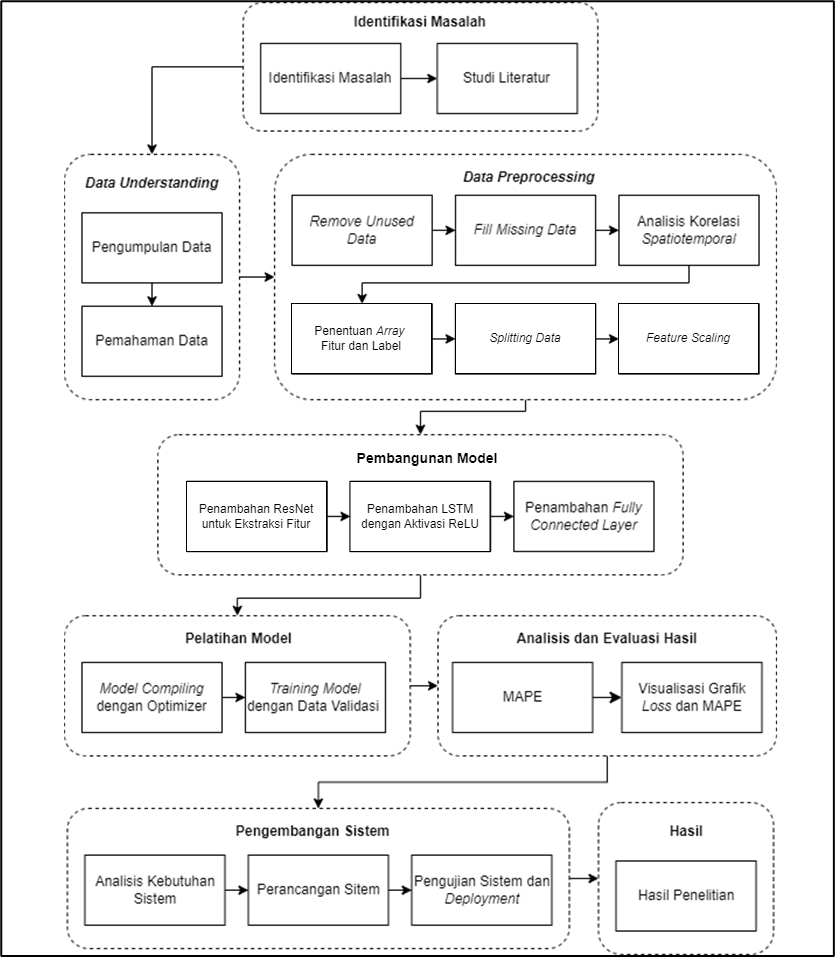 Identifikasi Masalah
Identifikasi Masalah
Studi Literatur
Data Understanding
Pengumpulan Data
Pemahaman Data
Data Preprocessing
Remove Unused
Data
Fill Missing Data
Analisis Korelasi
Spatiotemporal
Penentuan Array
Fitur dan Label
Splitting Data
Feature Scaling
Pembangunan Model
Penambahan ResNet
untuk Ekstraksi Fitur
Penambahan LSTM
dengan Aktivasi ReLU
Penambahan Fully
Connected Layer
Pelatihan Model
Model Compiling
dengan Optimizer
Training Model
dengan Data Validasi
Analisis dan Evaluasi Hasil
MAPE
Visualisasi Grafik
Loss dan MAPE
Pengembangan Sistem
Analisis Kebutuhan
Sistem
Perancangan Sitem
Pengujian Sistem dan
Deployment
Hasil
Hasil Penelitian